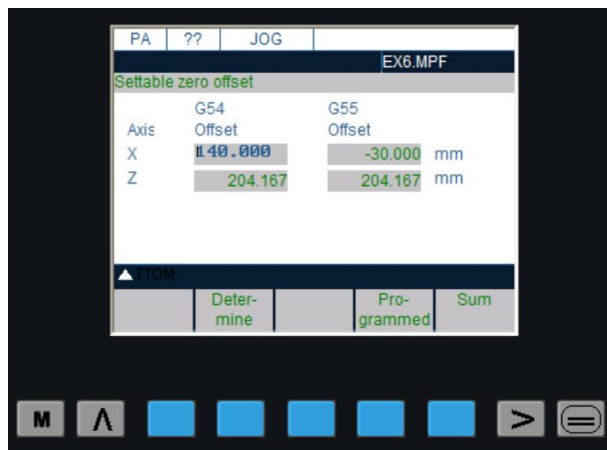 PA ?? JOG
EX6.MPF
Settable zero offset
G54 G55
Axis Offset Offset
X 140.000 -30.000 mm
Z 204.167 204.167 mm
TTOM
Deter- Pro- Sum
mine grammed
M Λ >